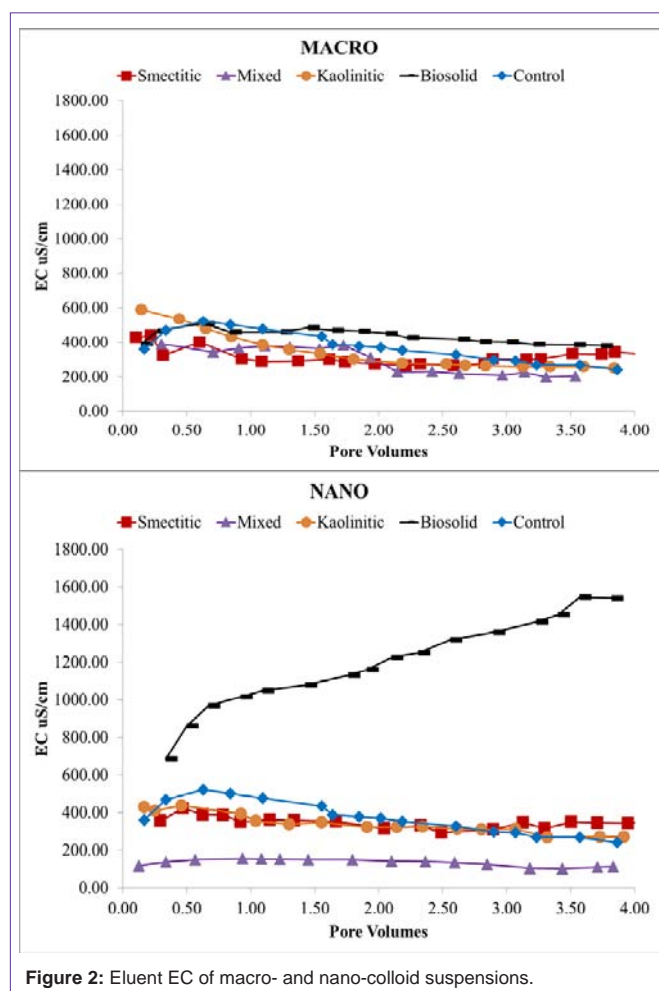 MACRO
Smectitic Mixed Kaolinitic Biosolid Control
1800.00
1600.00
1400.00
1200.00
1000.00
800.00
600.00
400.00
200.00
0.00
EC uS/cm
0.00 0.50 1.00 1.50 2.00 2.50 3.00 3.50 4.00
Pore Volumes
NANO
Smectitic Mixed Kaolinitic Biosolid Control
1800.00
1600.00
1400.00
1200.00
1000.00
800.00
600.00
400.00
200.00
0.00
EC uS/cm
0.00 0.50 1.00 1.50 2.00 2.50 3.00 3.50 4.00
Pore Volumes
Figure 2: Eluent EC of macro- and nano-colloid suspensions.